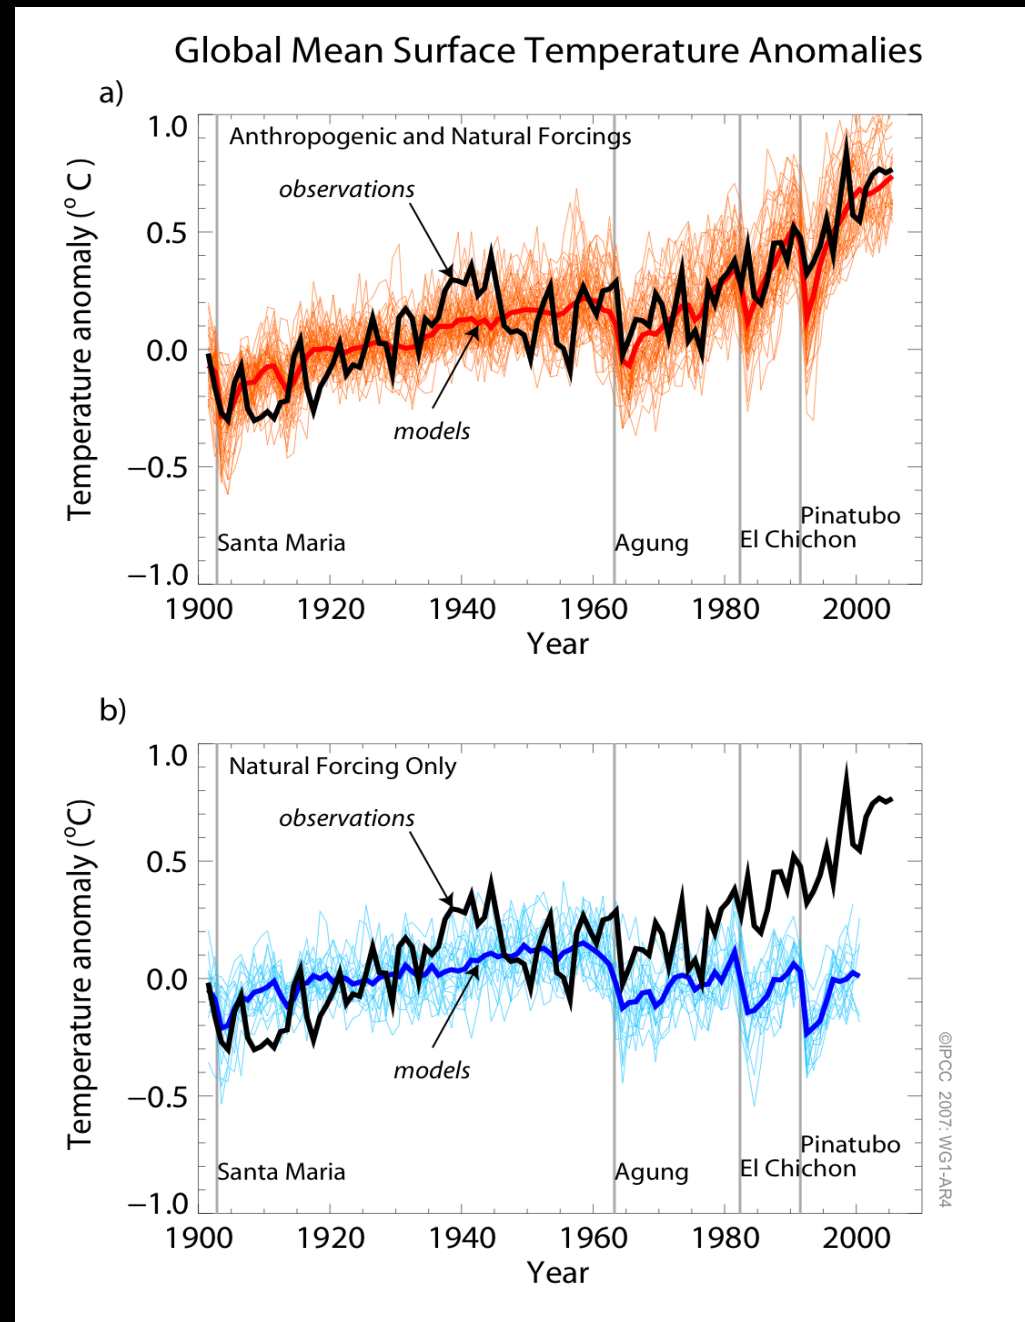 Global Mean Surface Temperature Anomalies
a)
Temperature anomaly (° C )
1.0
0.5
0.0
−0.5
−1.0
Anthropogenic and Natural Forcings
observations
models
Santa Maria
Agung
El Chichon
Pinatubo
1900 1920 1940 1960 1980 2000
Year
b)
Temperature anomaly (°C)
1.0
0.5
0.0
−0.5
−1.0
Natural Forcing Only
observations
models
Santa Maria
Agung
El Chichon
Pinatubo
1900 1920 1940 1960 1980 2000
Year
©IPCC 2007: WG1-AR4